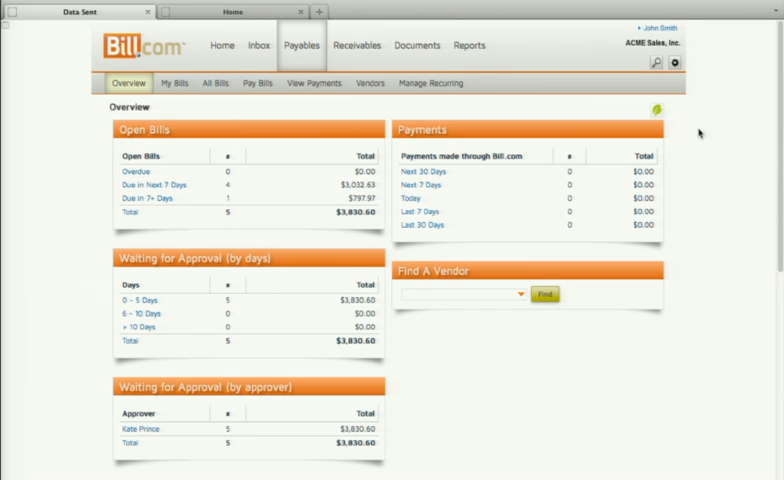 Data Sent Home
John Smith
Bill.com Home Inbox Payables Receivables Documents Reports
ACME Sales, Inc.
Overview My Bills All Bills Pay Bills View Payments Vendors Manage Recurring
Overview
Open Bills
Open Bills # Total
Overdue 0 $0.00
Due in Next 7 Days 4 $3,032.63
Due in 7+ Days 1 $797.97
Total 5 $3,830.60
Payments
Payments made through Bill.com # Total
Next 30 Days 0 $0.00
Next 7 Days 0 $0.00
Today 0 $0.00
Last 7 Days 0 $0.00
Last 30 Days 0 $0.00
Waiting for Approval (by days)
Days # Total
0 - 5 Days 5 $3,830.60
6 - 10 Days 0 $0.00
> 10 Days 0 $0.00
Total 5 $3,830.60
Find A Vendor
Find
Waiting for Approval (by approver)
Approver # Total
Kate Prince 5 $3,830.60
Total 5 $3,830.60